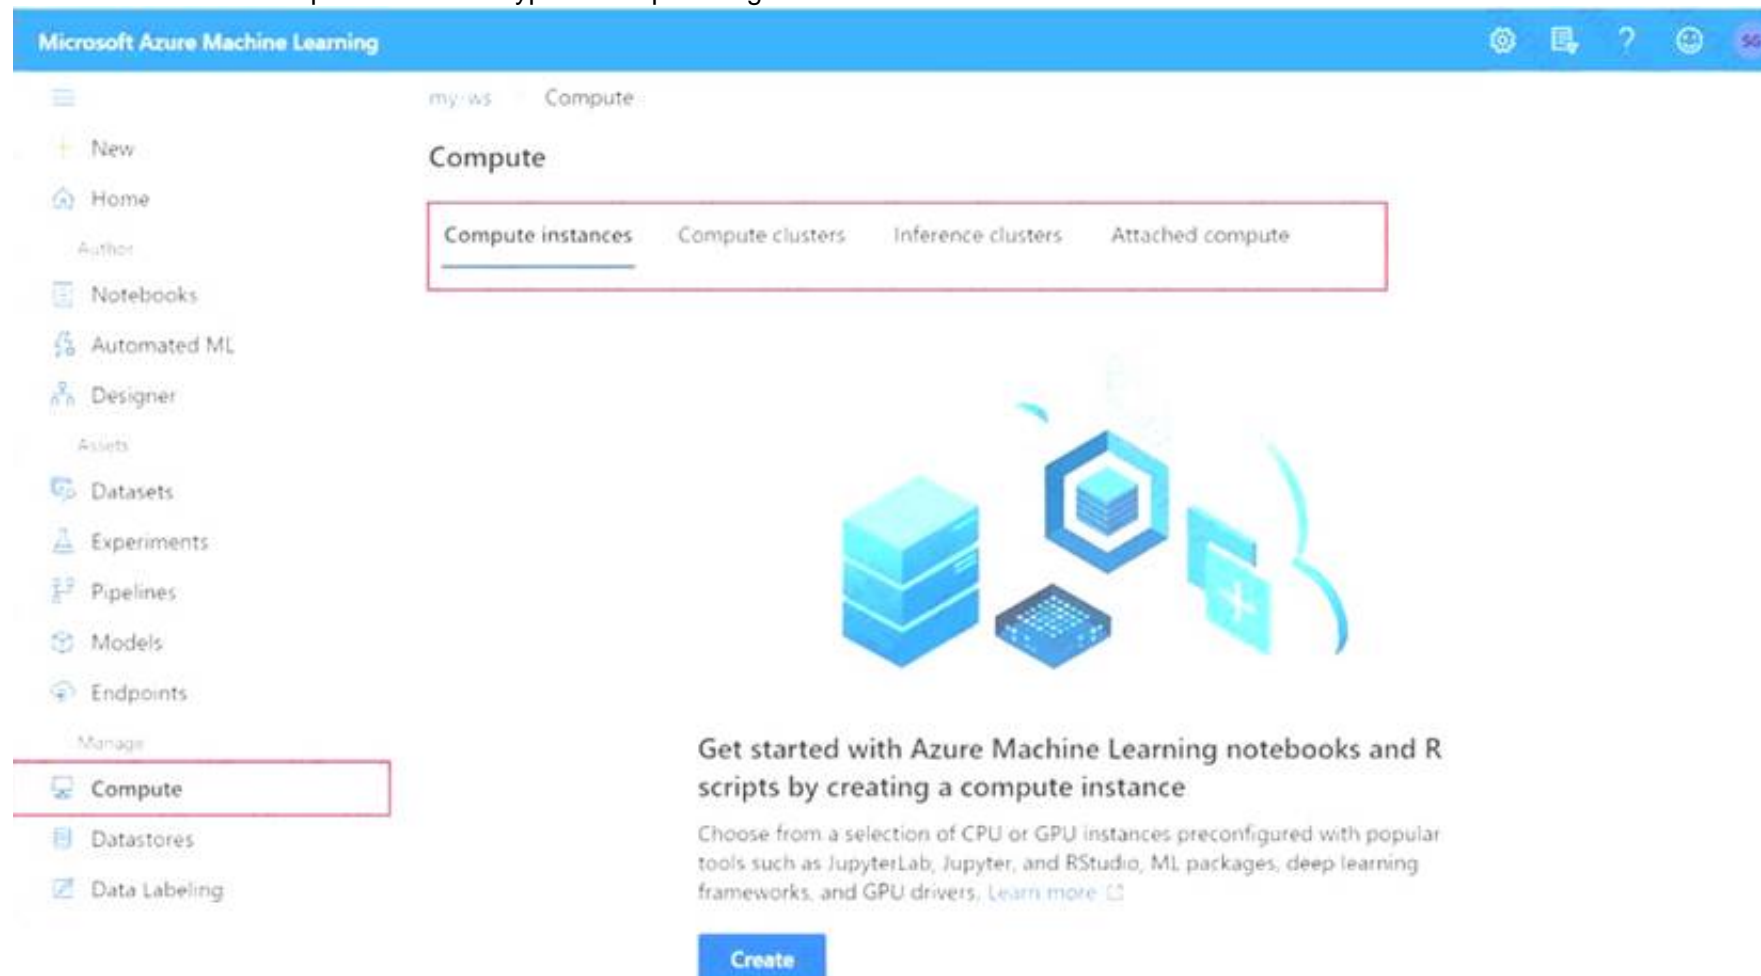 Microsoft Azure Machine Learning
my-ws Compute
New
Compute
Home
Compute instances Compute clusters Inference clusters Attached compute
Author
Notebooks
Automated ML
Designer
Assets
Datasets
Experiments
Pipelines
Models
Endpoints
Manage
Get started with Azure Machine Learning notebooks and R
scripts by creating a compute instance
Compute
Choose from a selection of CPU or GPU instances preconfigured with popular
Datastores
tools such as JupyterLab, Jupyter, and RStudio, ML packages, deep learning
frameworks, and GPU drivers. Learn more
Data Labeling
Create